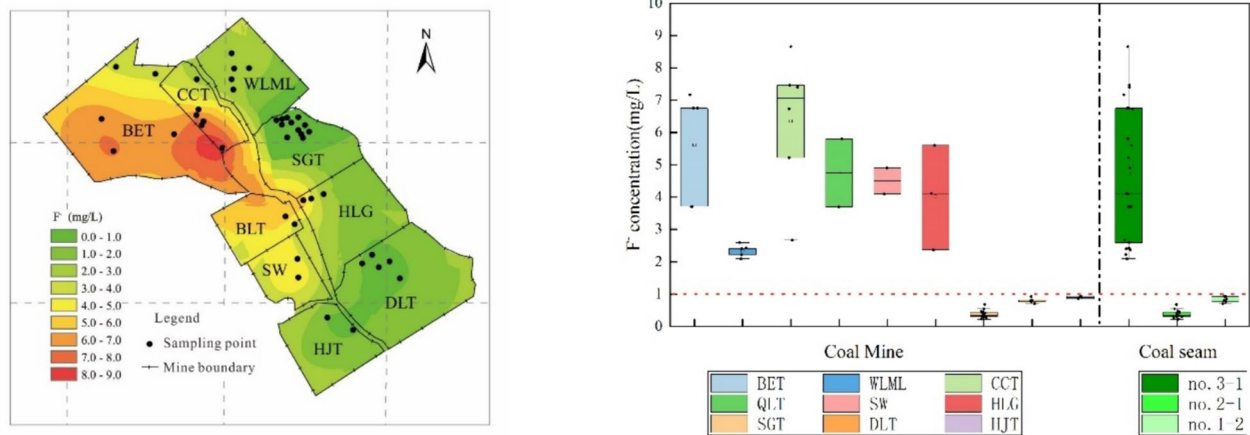 N
WLML
CCT
BET
SGT
HLG
BLT
SW
DLT
HJT
F⁻ (mg/L)
0.0 - 1.0
1.0 - 2.0
2.0 - 3.0
3.0 - 4.0
4.0 - 5.0
5.0 - 6.0
6.0 - 7.0
7.0 - 8.0
8.0 - 9.0
Legend
Sampling point
Mine boundary
F⁻ concentration(mg/L)
10
9
8
7
6
5
4
3
2
1
0
Coal Mine
Coal seam
BET WLML CCT
QLT SW HLG
SGT DLT HJT
no. 3-1
no. 2-1
no. 1-2